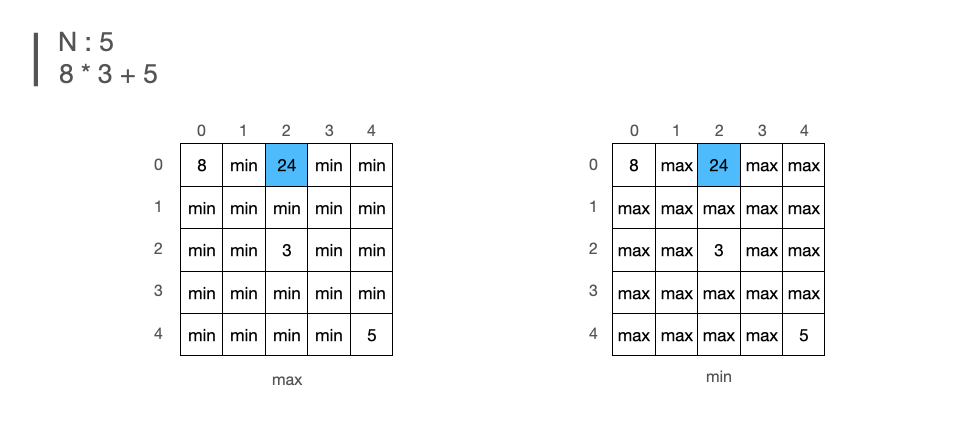 N : 5
8 * 3 + 5
0 1 2 3 4
0 8 min 24 min min
1 min min min min min
2 min min 3 min min
3 min min min min min
4 min min min min 5
max
0 1 2 3 4
0 8 max 24 max max
1 max max max max max
2 max max 3 max max
3 max max max max max
4 max max max max 5
min